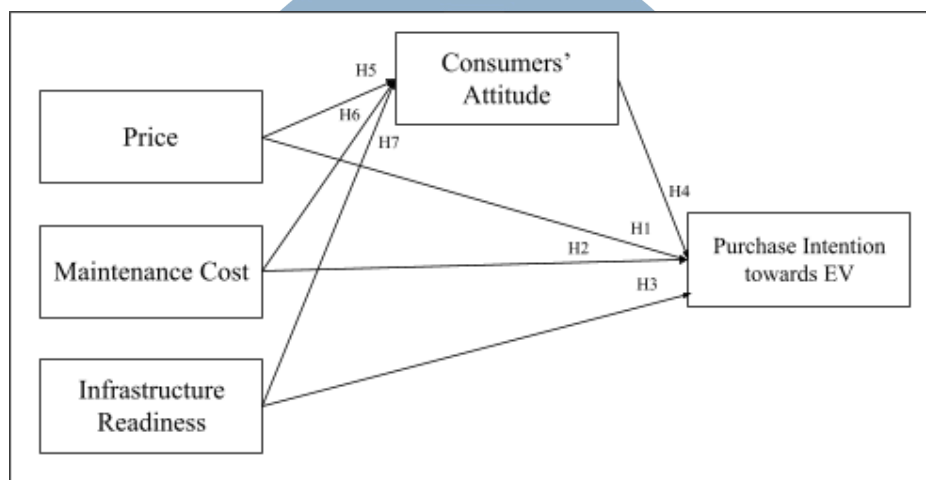 Consumers’
Attitude
H5
Price
H6
H7
H4
H1
Purchase Intention
towards EV
H2
Maintenance Cost
H3
Infrastructure
Readiness